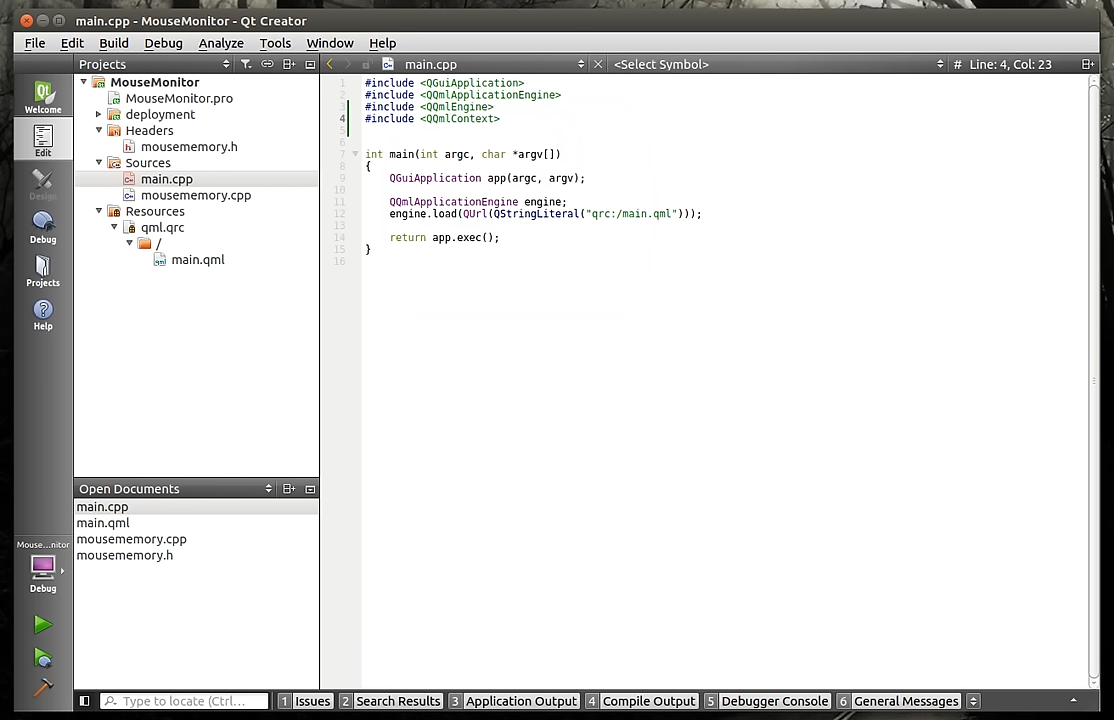 main.cpp - MouseMonitor - Qt Creator
File Edit Build Debug Analyze Tools Window Help
Projects
main.cpp
<Select Symbol>
# Line: 4, Col: 23
Welcome
Edit
Design
Debug
Projects
Help
MouseMonitor
MouseMonitor.pro
deployment
Headers
mousememory.h
Sources
main.cpp
mousememory.cpp
Resources
qml.qrc
/
main.qml
1 #include <QGuiApplication>
2 #include <QQmlApplicationEngine>
3 #include <QQmlEngine>
4 #include <QQmlContext>
5
6
7 int main(int argc, char *argv[])
8 {
9 QGuiApplication app(argc, argv);
10
11 QQmlApplicationEngine engine;
12 engine.load(QUrl(QStringLiteral("qrc:/main.qml")));
13
14 return app.exec();
15 }
16
Open Documents
main.cpp
main.qml
mousememory.cpp
mousememory.h
Mouse...nitor
Debug
Type to locate (Ctrl... 1 Issues 2 Search Results 3 Application Output 4 Compile Output 5 Debugger Console 6 General Messages